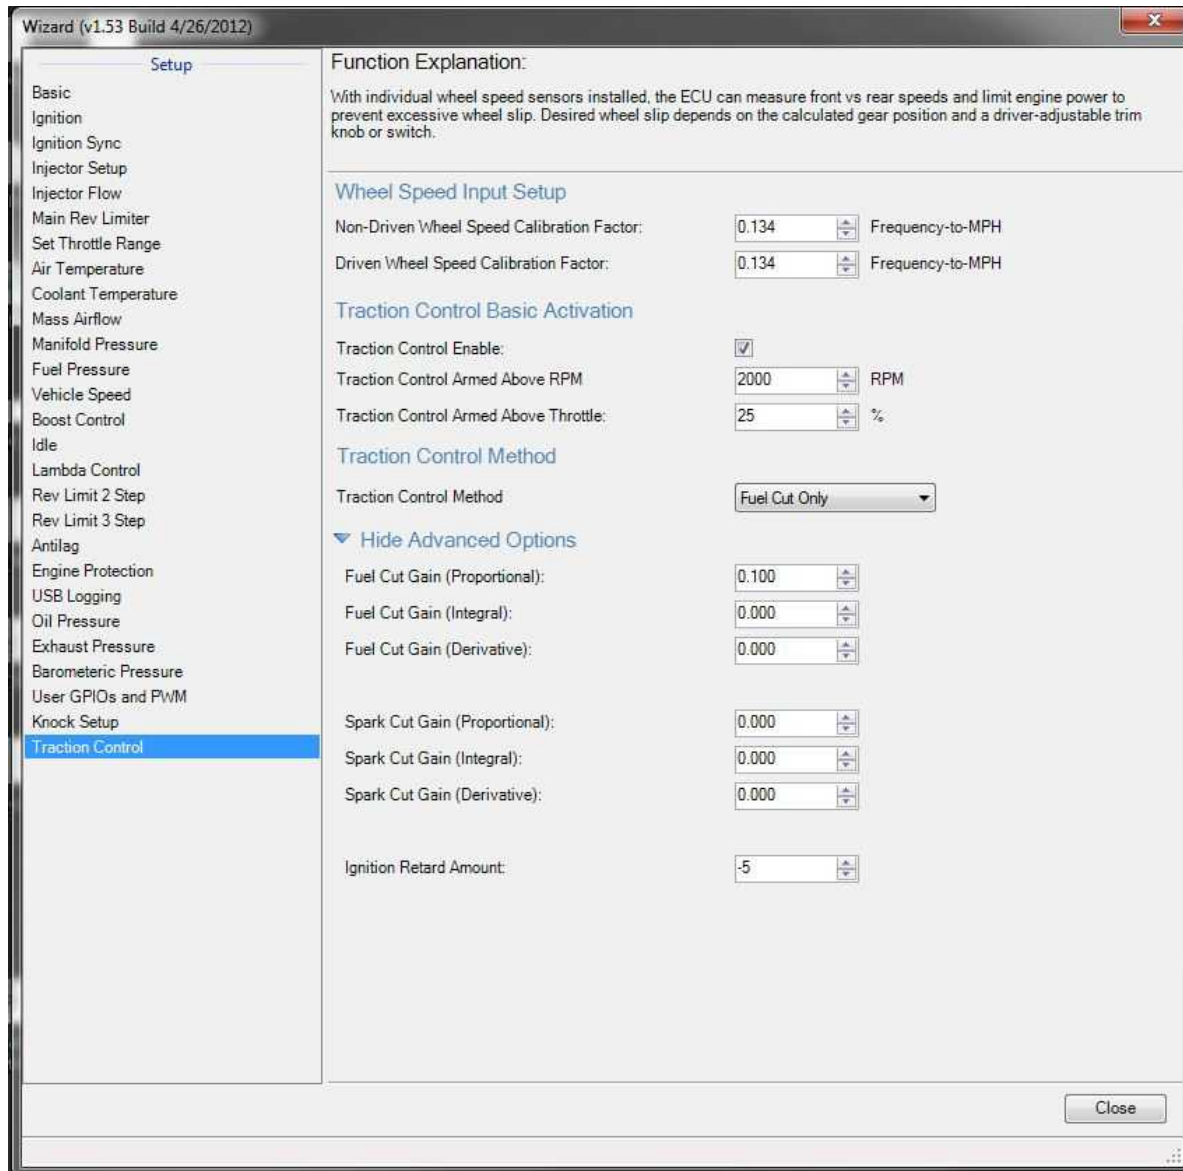 Wizard (v1.53 Build 4/26/2012)
Setup
Basic
Ignition
Ignition Sync
Injector Setup
Injector Flow
Main Rev Limiter
Set Throttle Range
Air Temperature
Coolant Temperature
Mass Airflow
Manifold Pressure
Fuel Pressure
Vehicle Speed
Boost Control
Idle
Lambda Control
Rev Limit 2 Step
Rev Limit 3 Step
Antilag
Engine Protection
USB Logging
Oil Pressure
Exhaust Pressure
Barometeric Pressure
User GPIOs and PWM
Knock Setup
Traction Control
Function Explanation:
With individual wheel speed sensors installed, the ECU can measure front vs rear speeds and limit engine power to
prevent excessive wheel slip. Desired wheel slip depends on the calculated gear position and a driver-adjustable trim
knob or switch.
Wheel Speed Input Setup
Non-Driven Wheel Speed Calibration Factor: 0.134 Frequency-to-MPH
Driven Wheel Speed Calibration Factor: 0.134 Frequency-to-MPH
Traction Control Basic Activation
Traction Control Enable:
Traction Control Armed Above RPM 2000 RPM
Traction Control Armed Above Throttle: 25 %
Traction Control Method
Traction Control Method Fuel Cut Only
Hide Advanced Options
Fuel Cut Gain (Proportional): 0.100
Fuel Cut Gain (Integral): 0.000
Fuel Cut Gain (Derivative): 0.000
Spark Cut Gain (Proportional): 0.000
Spark Cut Gain (Integral): 0.000
Spark Cut Gain (Derivative): 0.000
Ignition Retard Amount: -5
Close